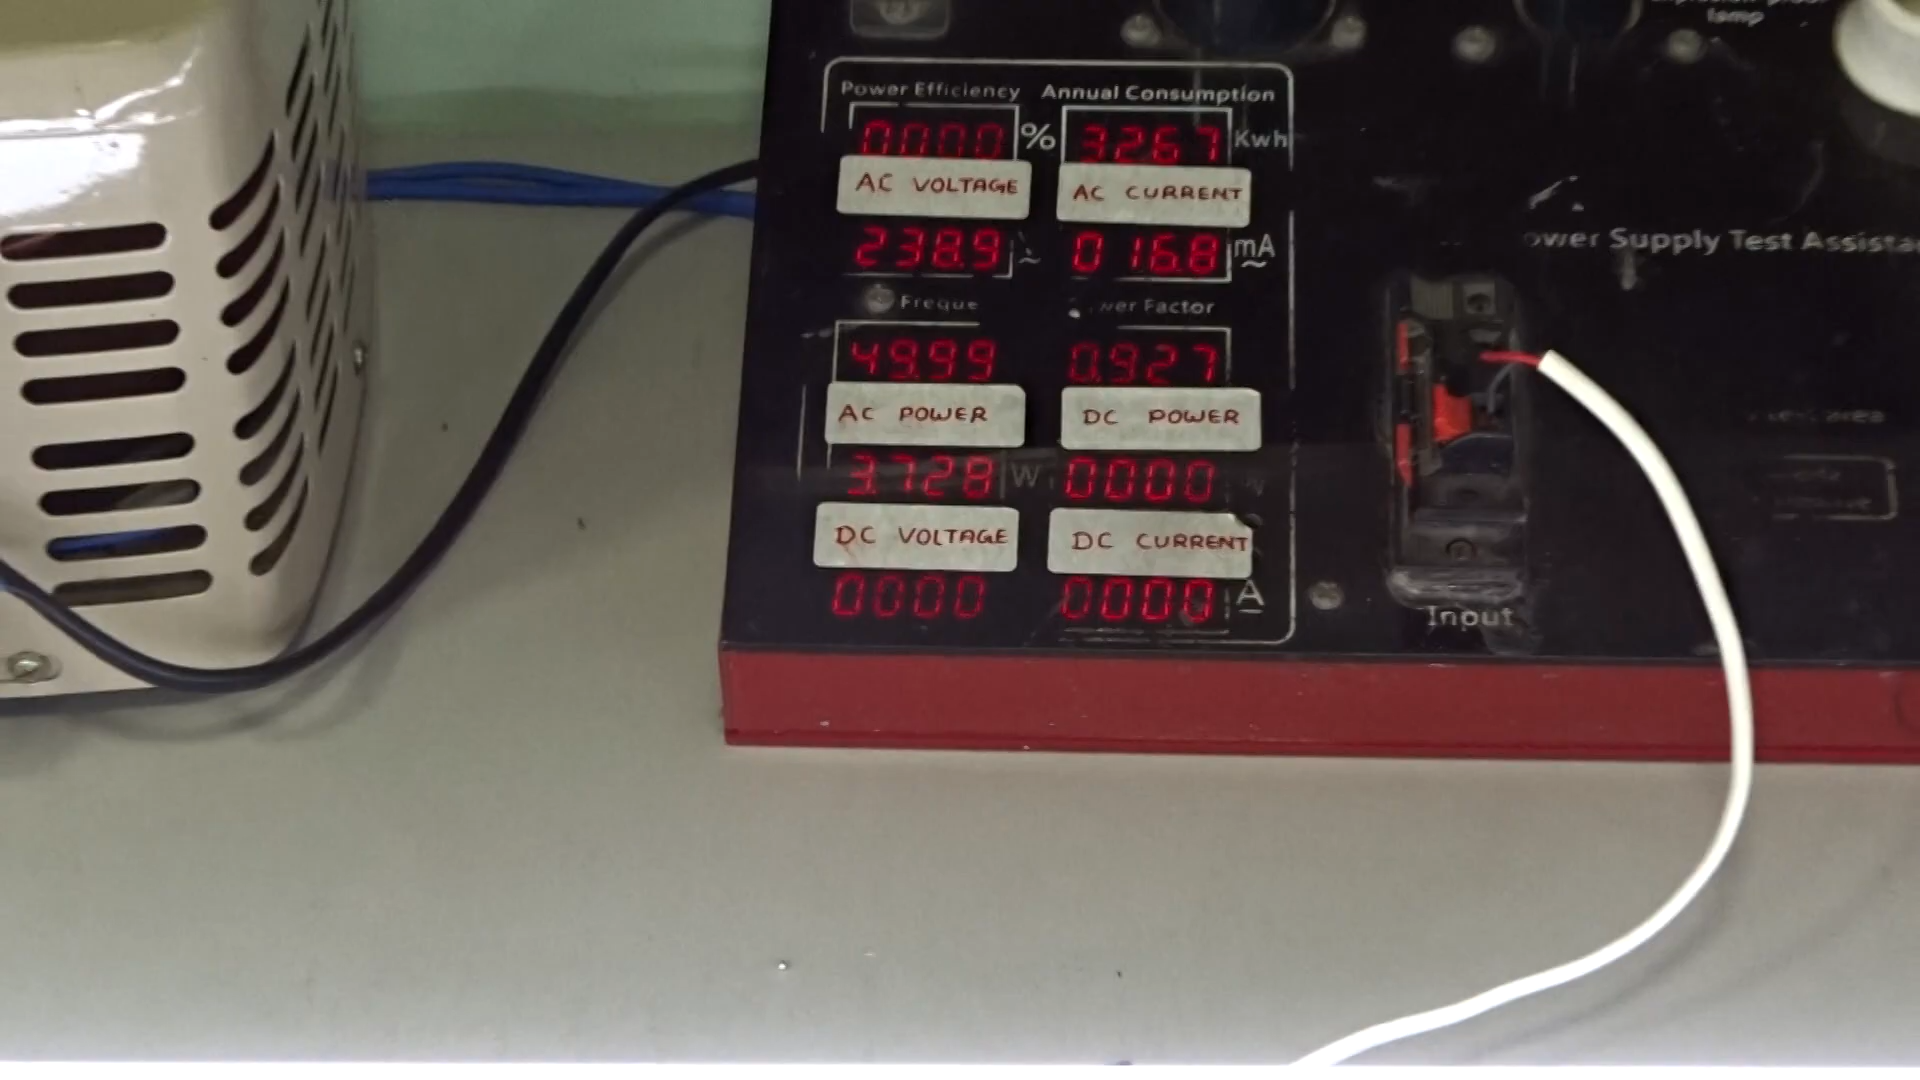 lamp
Power Efficiency Annual Consumption
0000 % 3267 Kwh
AC VOLTAGE AC CURRENT
238.9 016.8 mA
Freque wer Factor
49.99 0.927
AC POWER DC POWER
3.728 W 0000 W
DC VOLTAGE DC CURRENT
0000 0000 A
ower Supply Test Assista
Input